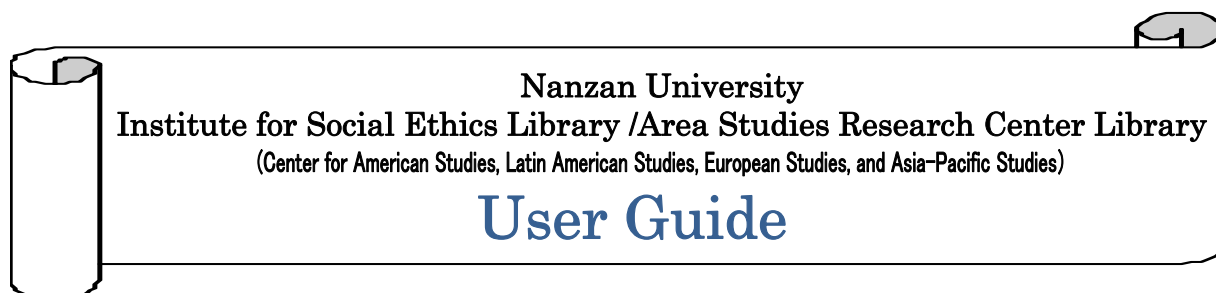 Nanzan University
Institute for Social Ethics Library /Area Studies Research Center Library
(Center for American Studies, Latin American Studies, European Studies, and Asia-Pacific Studies)
User Guide